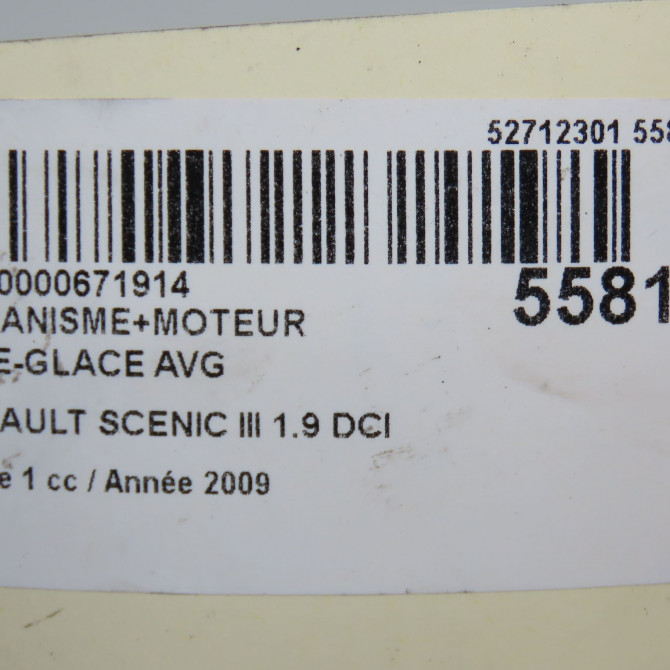 52712301 558
0000671914
5581
ANISME+MOTEUR
E-GLACE AVG
AULT SCENIC III 1.9 DCI
e 1 cc / Année 2009